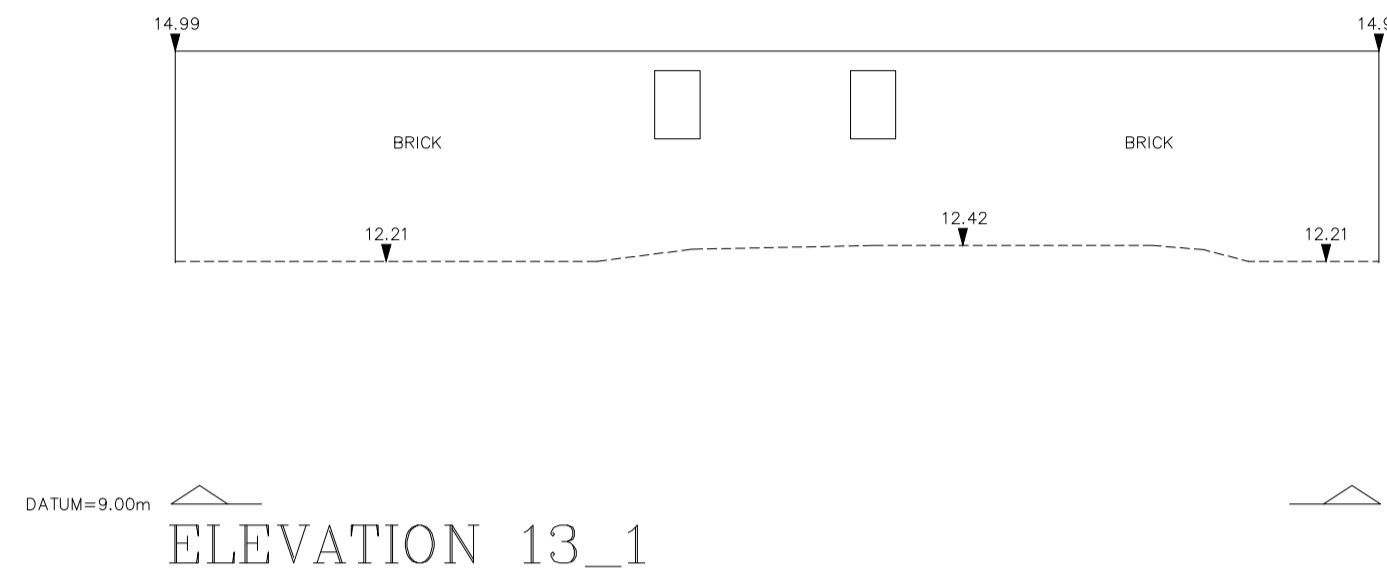 14.99
BRICK BRICK
12.42
12.21 12.21
DATUM=9.00m
ELEVATION 13_1